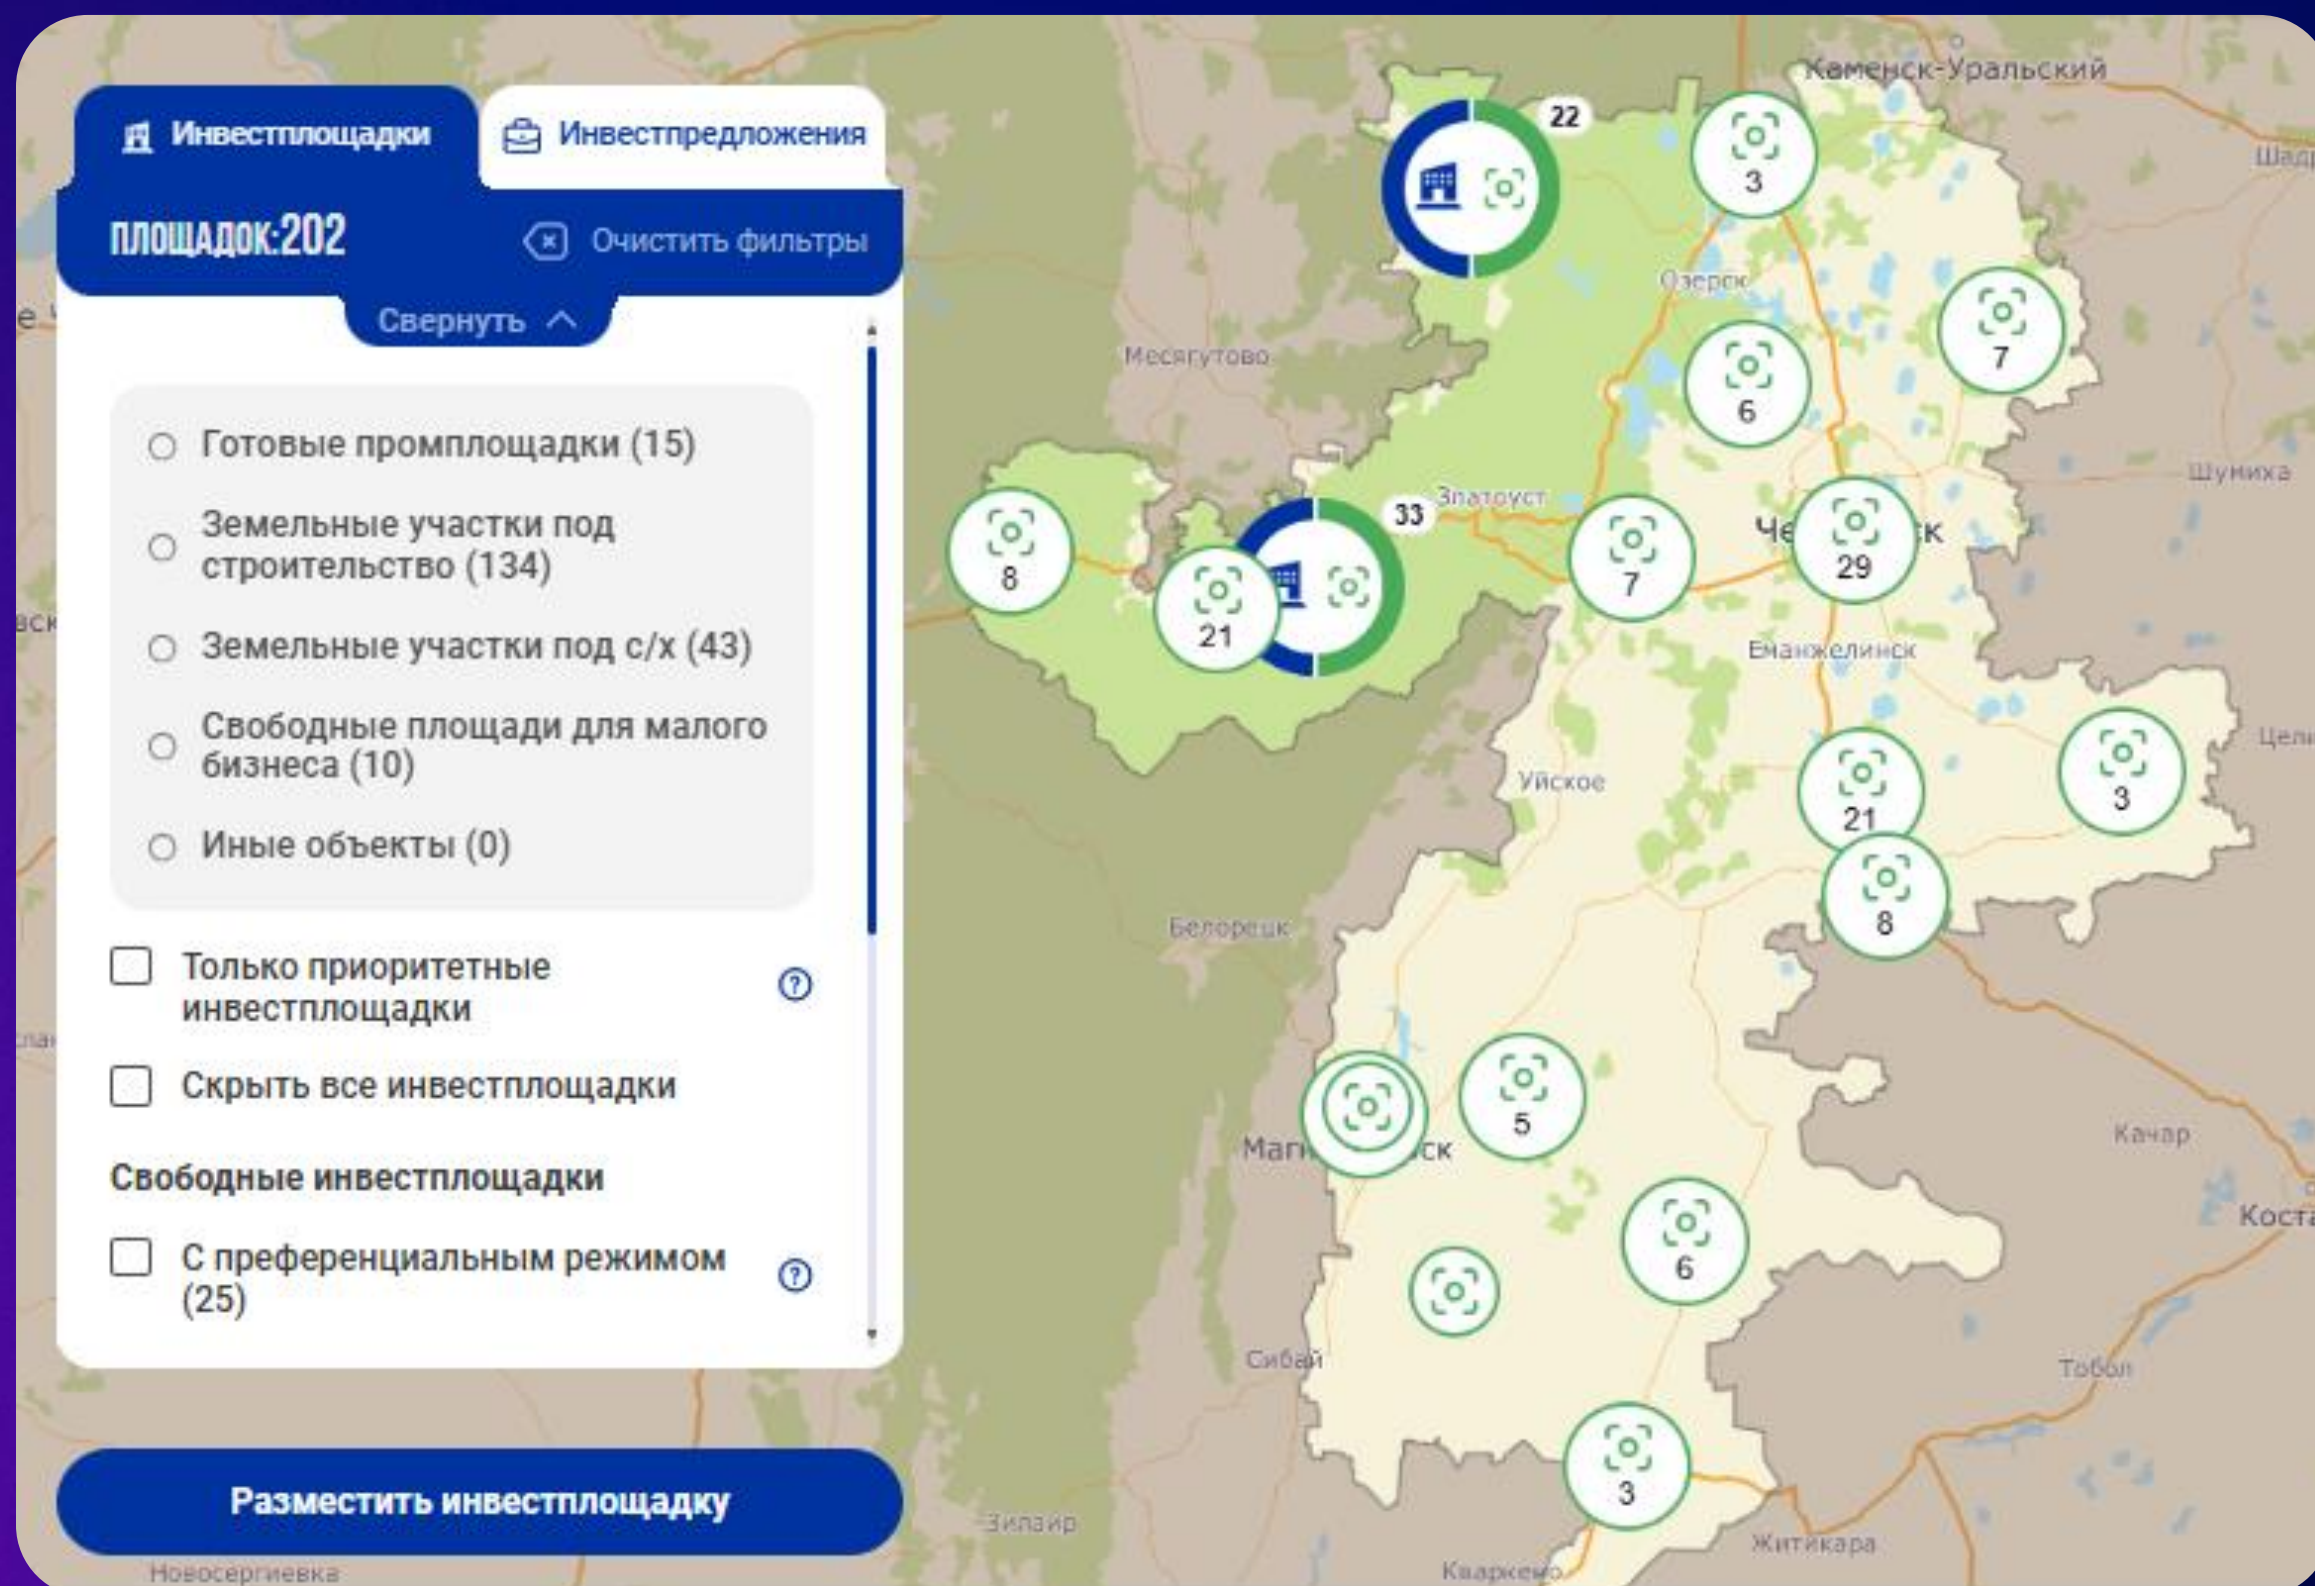 Инвестплощадки
Инвестпредложения
ПЛОЩАДОК:202
Очистить фильтры
Свернуть
Готовые промплощадки (15)
Земельные участки под
строительство (134)
Земельные участки под с/х (43)
Свободные площади для малого
бизнеса (10)
Иные объекты (0)
Только приоритетные
инвестплощадки
Скрыть все инвестплощадки
Свободные инвестплощадки
С преференциальным режимом
(25)
Разместить инвестплощадку
Новосергиевка
Каменск-Уральский
22
3
Озерск
7
Месягутово
6
Шумиха
33
Златоуст
8
7
29
21
Еманжелинск
Уйское
21
3
8
Белорецк
5
Качар
6
Сибай
Тобол
3
Зилаир
Житикара
Кваркено